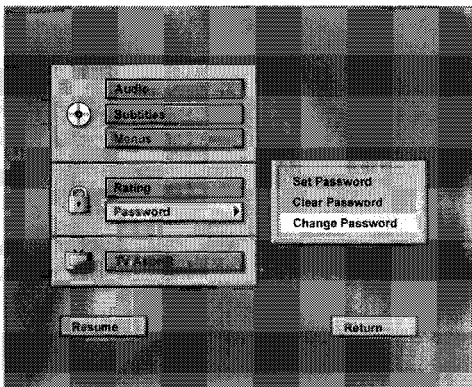 Audio
Subtitles
Menus
Rating
Password
Set Password
Clear Password
Change Password
TV Aspect
Resume
Return